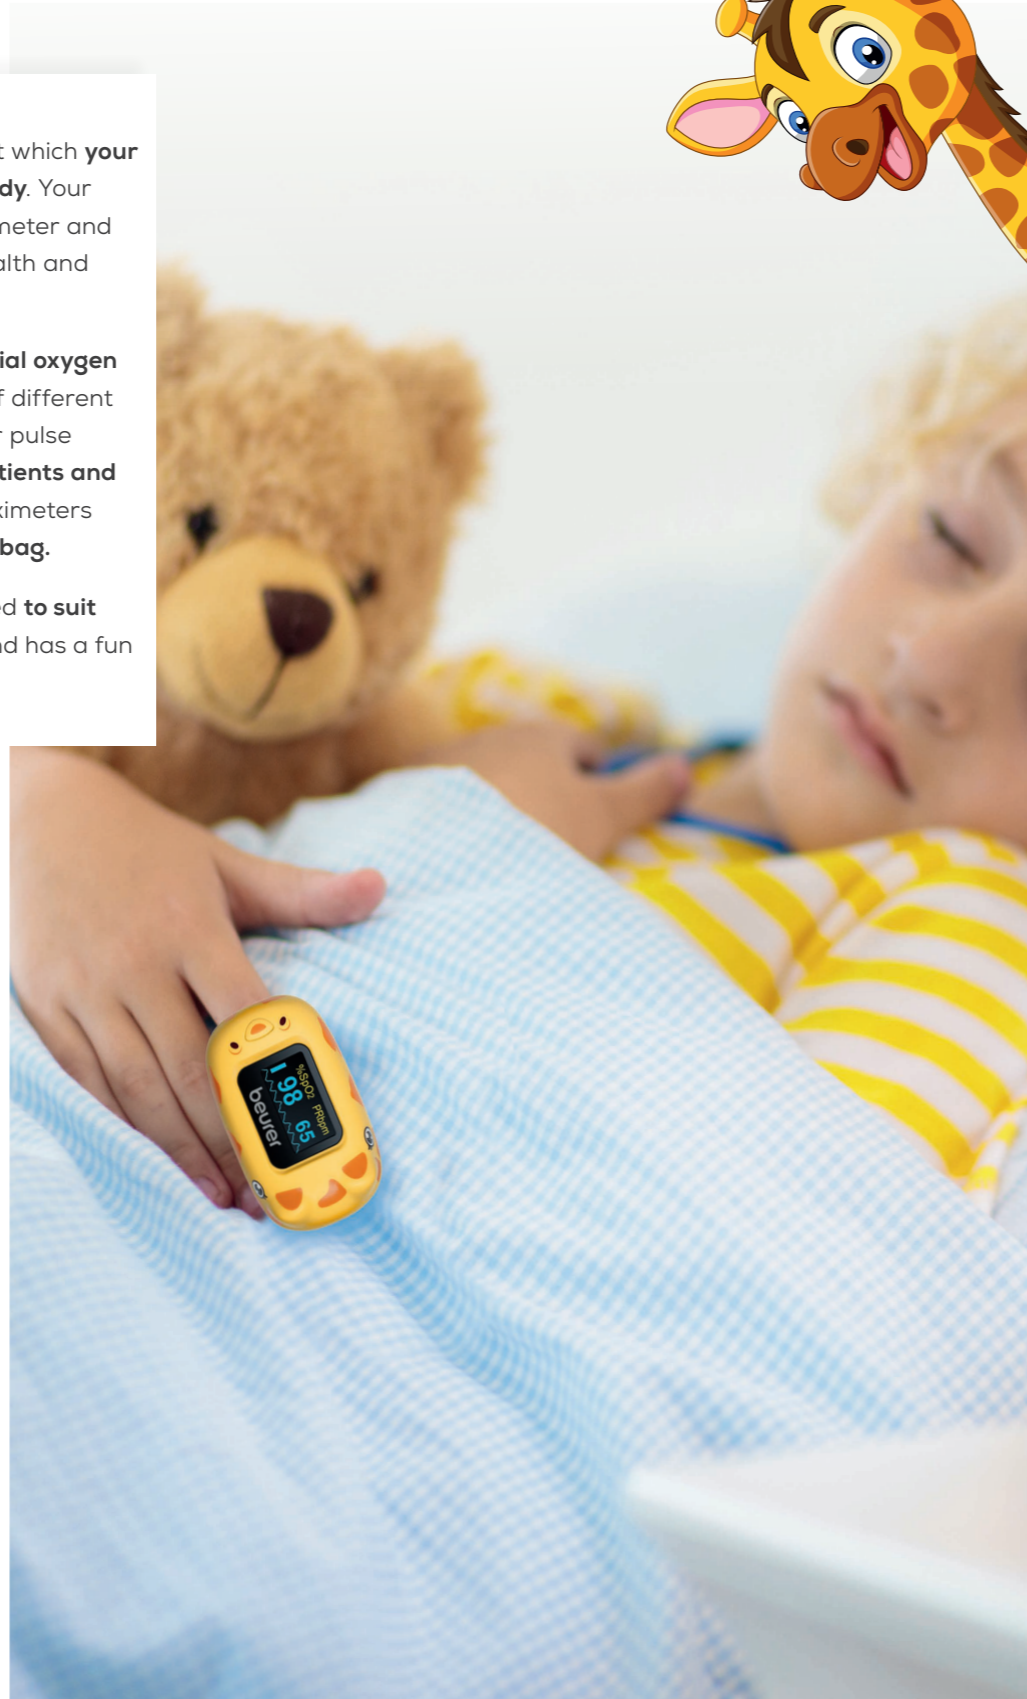 t which your
dy. Your
meter and
alth and
ial oxygen
f different
r pulse
tients and
ximeters
bag.
d to suit
nd has a fun
%SpO₂ PRbpm
98 65
beurer